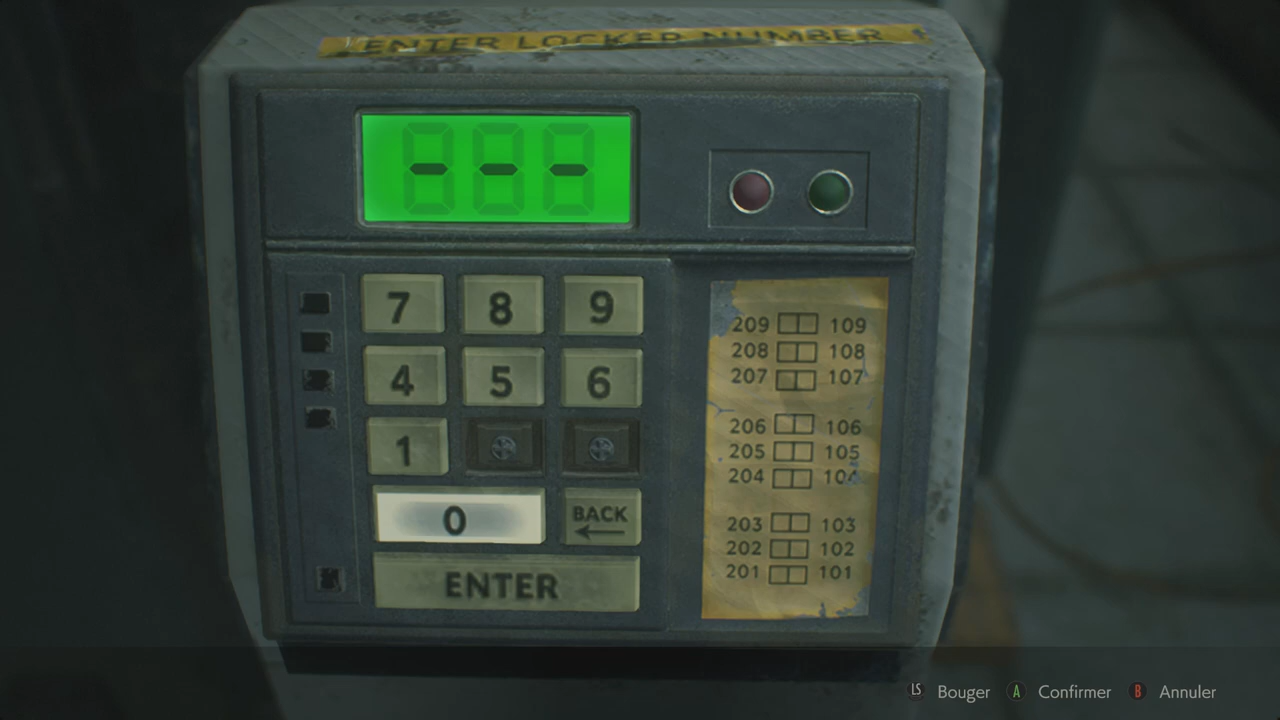 ENTER LOCKER NUMBER
- - -
7 8 9
4 5 6
1
0 BACK
ENTER
209 109
208 108
207 107
206 106
205 105
204 104
203 103
202 102
201 101
LS Bouger A Confirmer B Annuler